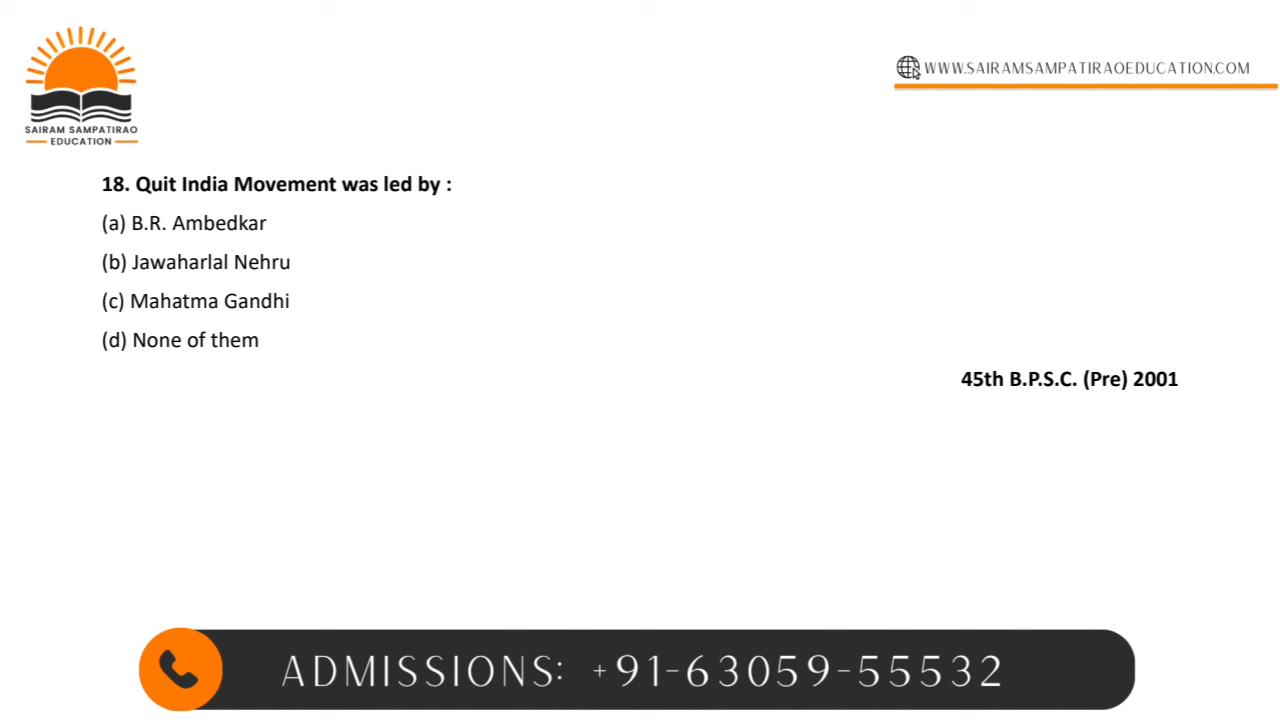 SAIRAM SAMPATIRAO
EDUCATION
WWW.SAIRAMSAMPATIRAOEDUCATION.COM
18. Quit India Movement was led by :
(a) B.R. Ambedkar
(b) Jawaharlal Nehru
(c) Mahatma Gandhi
(d) None of them
45th B.P.S.C. (Pre) 2001
ADMISSIONS: +91-63059-55532